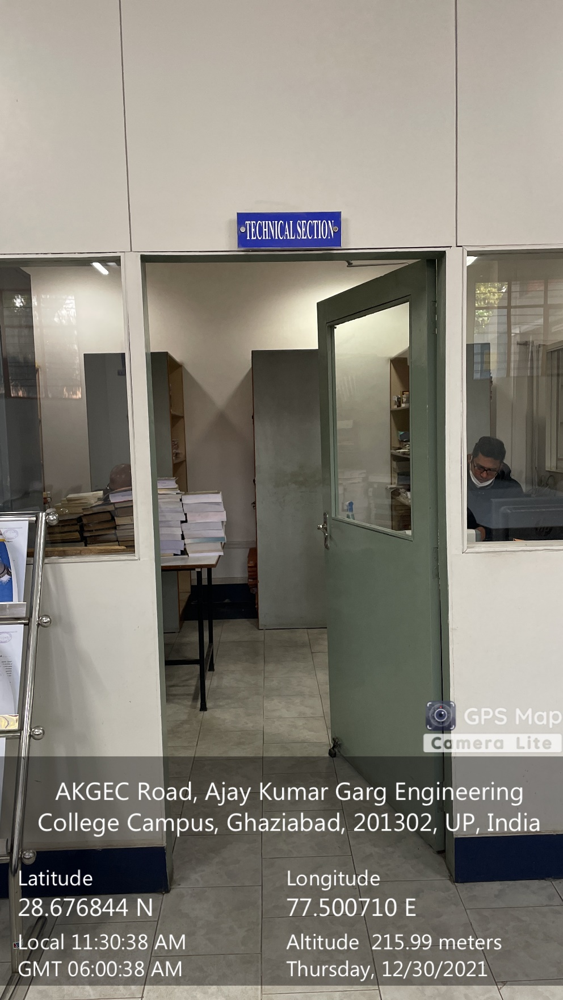 TECHNICAL SECTION
GPS Map
Camera Lite
AKGEC Road, Ajay Kumar Garg Engineering
College Campus, Ghaziabad, 201302, UP, India
Latitude
28.676844 N
Longitude
77.500710 E
Local 11:30:38 AM
GMT 06:00:38 AM
Altitude 215.99 meters
Thursday, 12/30/2021